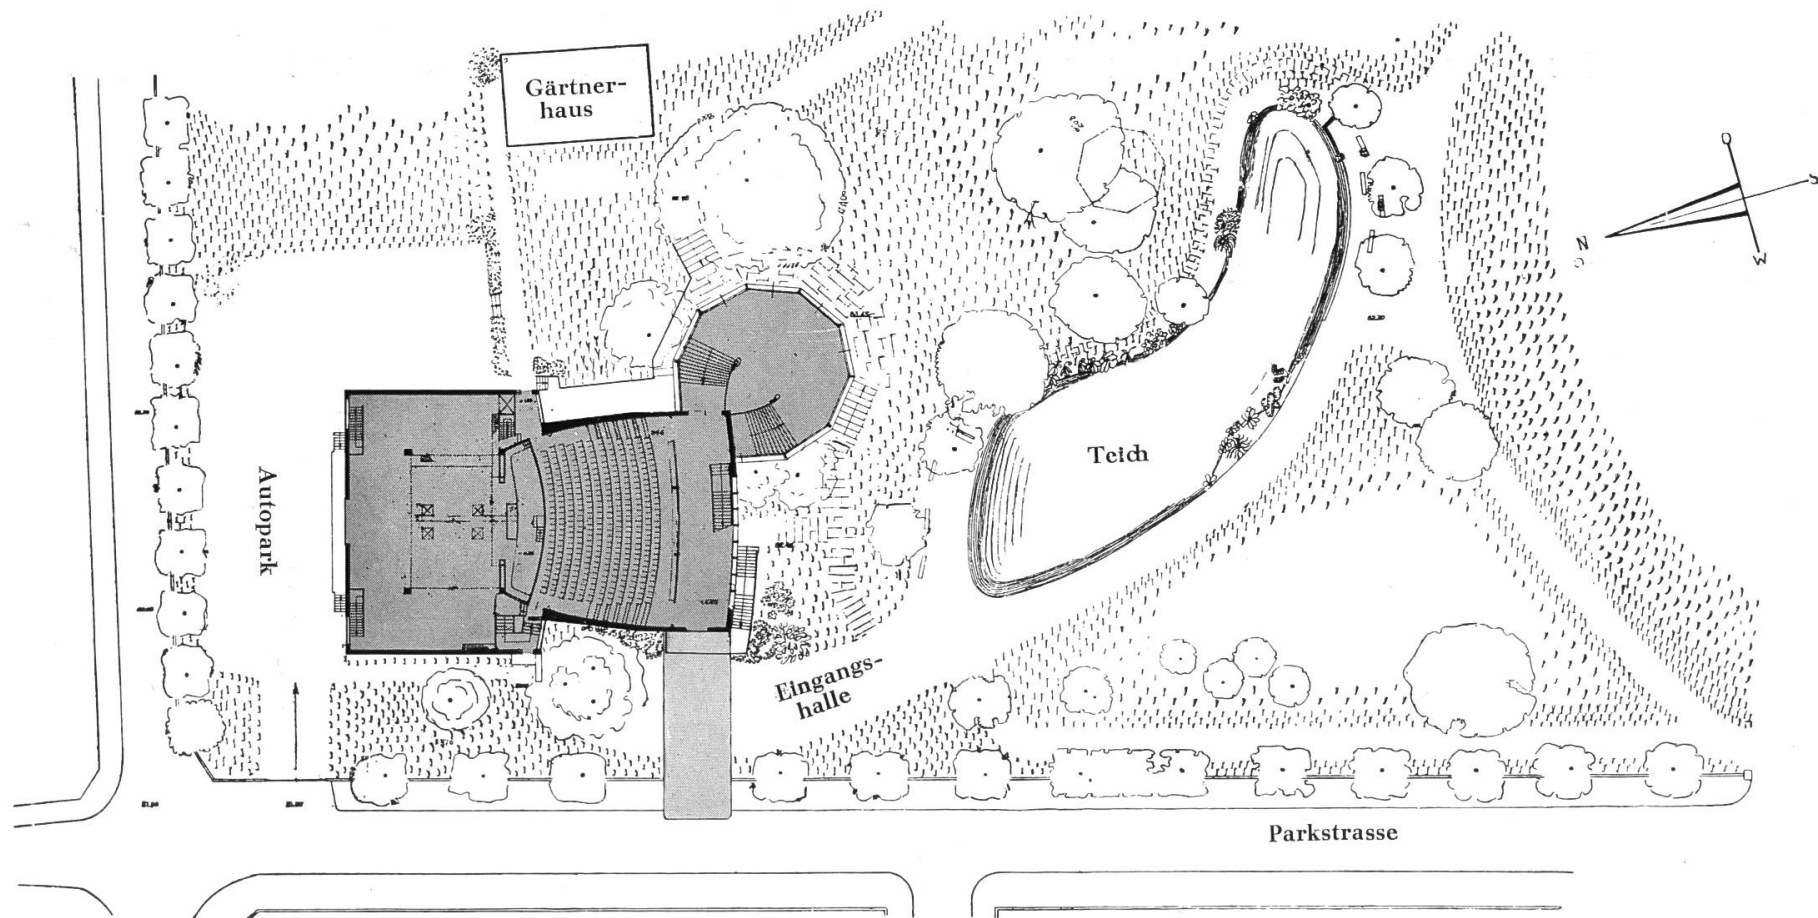 Gärtner-
haus
O
S
N
W
Teich
Autopark
Eingangs-
halle
Parkstrasse